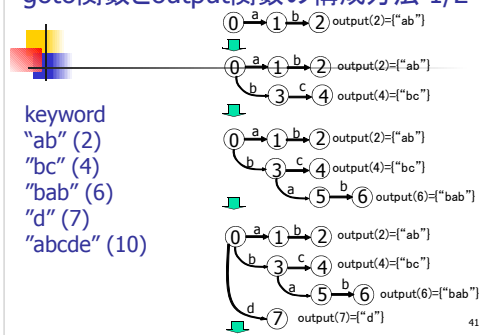 goto関数とoutput関数の構成方法 1/2
keyword
“ab” (2)
”bc” (4)
”bab” (6)
”d” (7)
”abcde” (10)
0 a 1 b 2 output(2)={“ab”}
0 a 1 b 2 output(2)={“ab”}
b 3 c 4 output(4)={“bc”}
0 a 1 b 2 output(2)={“ab”}
b 3 c 4 output(4)={“bc”}
a 5 b 6 output(6)={“bab”}
0 a 1 b 2 output(2)={“ab”}
b 3 c 4 output(4)={“bc”}
a 5 b 6 output(6)={“bab”}
d 7 output(7)={“d”}
41